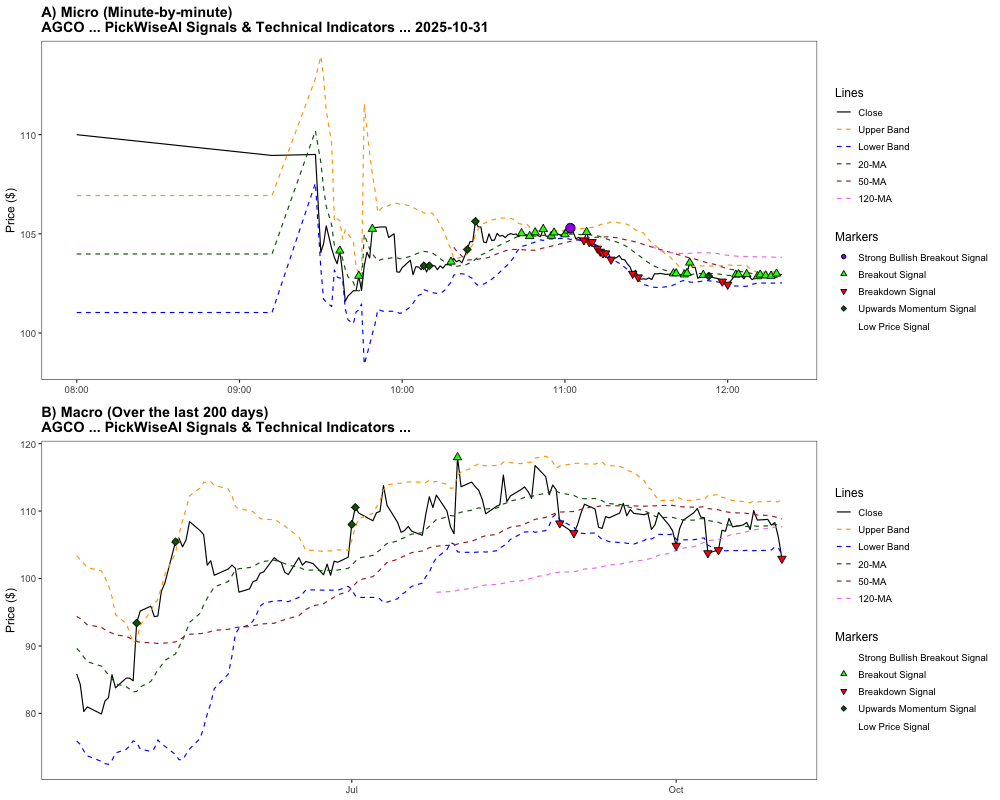 A) Micro (Minute-by-minute)
AGCO ... PickWiseAI Signals & Technical Indicators ... 2025-10-31
Price ($)
110
105
100
08:00
09:00
10:00
11:00
12:00
Lines
Close
Upper Band
Lower Band
20-MA
50-MA
120-MA
Markers
Strong Bullish Breakout Signal
Breakout Signal
Breakdown Signal
Upwards Momentum Signal
Low Price Signal
B) Macro (Over the last 200 days)
AGCO ... PickWiseAI Signals & Technical Indicators ...
Price ($)
120
110
100
90
80
Jul
Oct
Lines
Close
Upper Band
Lower Band
20-MA
50-MA
120-MA
Markers
Strong Bullish Breakout Signal
Breakout Signal
Breakdown Signal
Upwards Momentum Signal
Low Price Signal